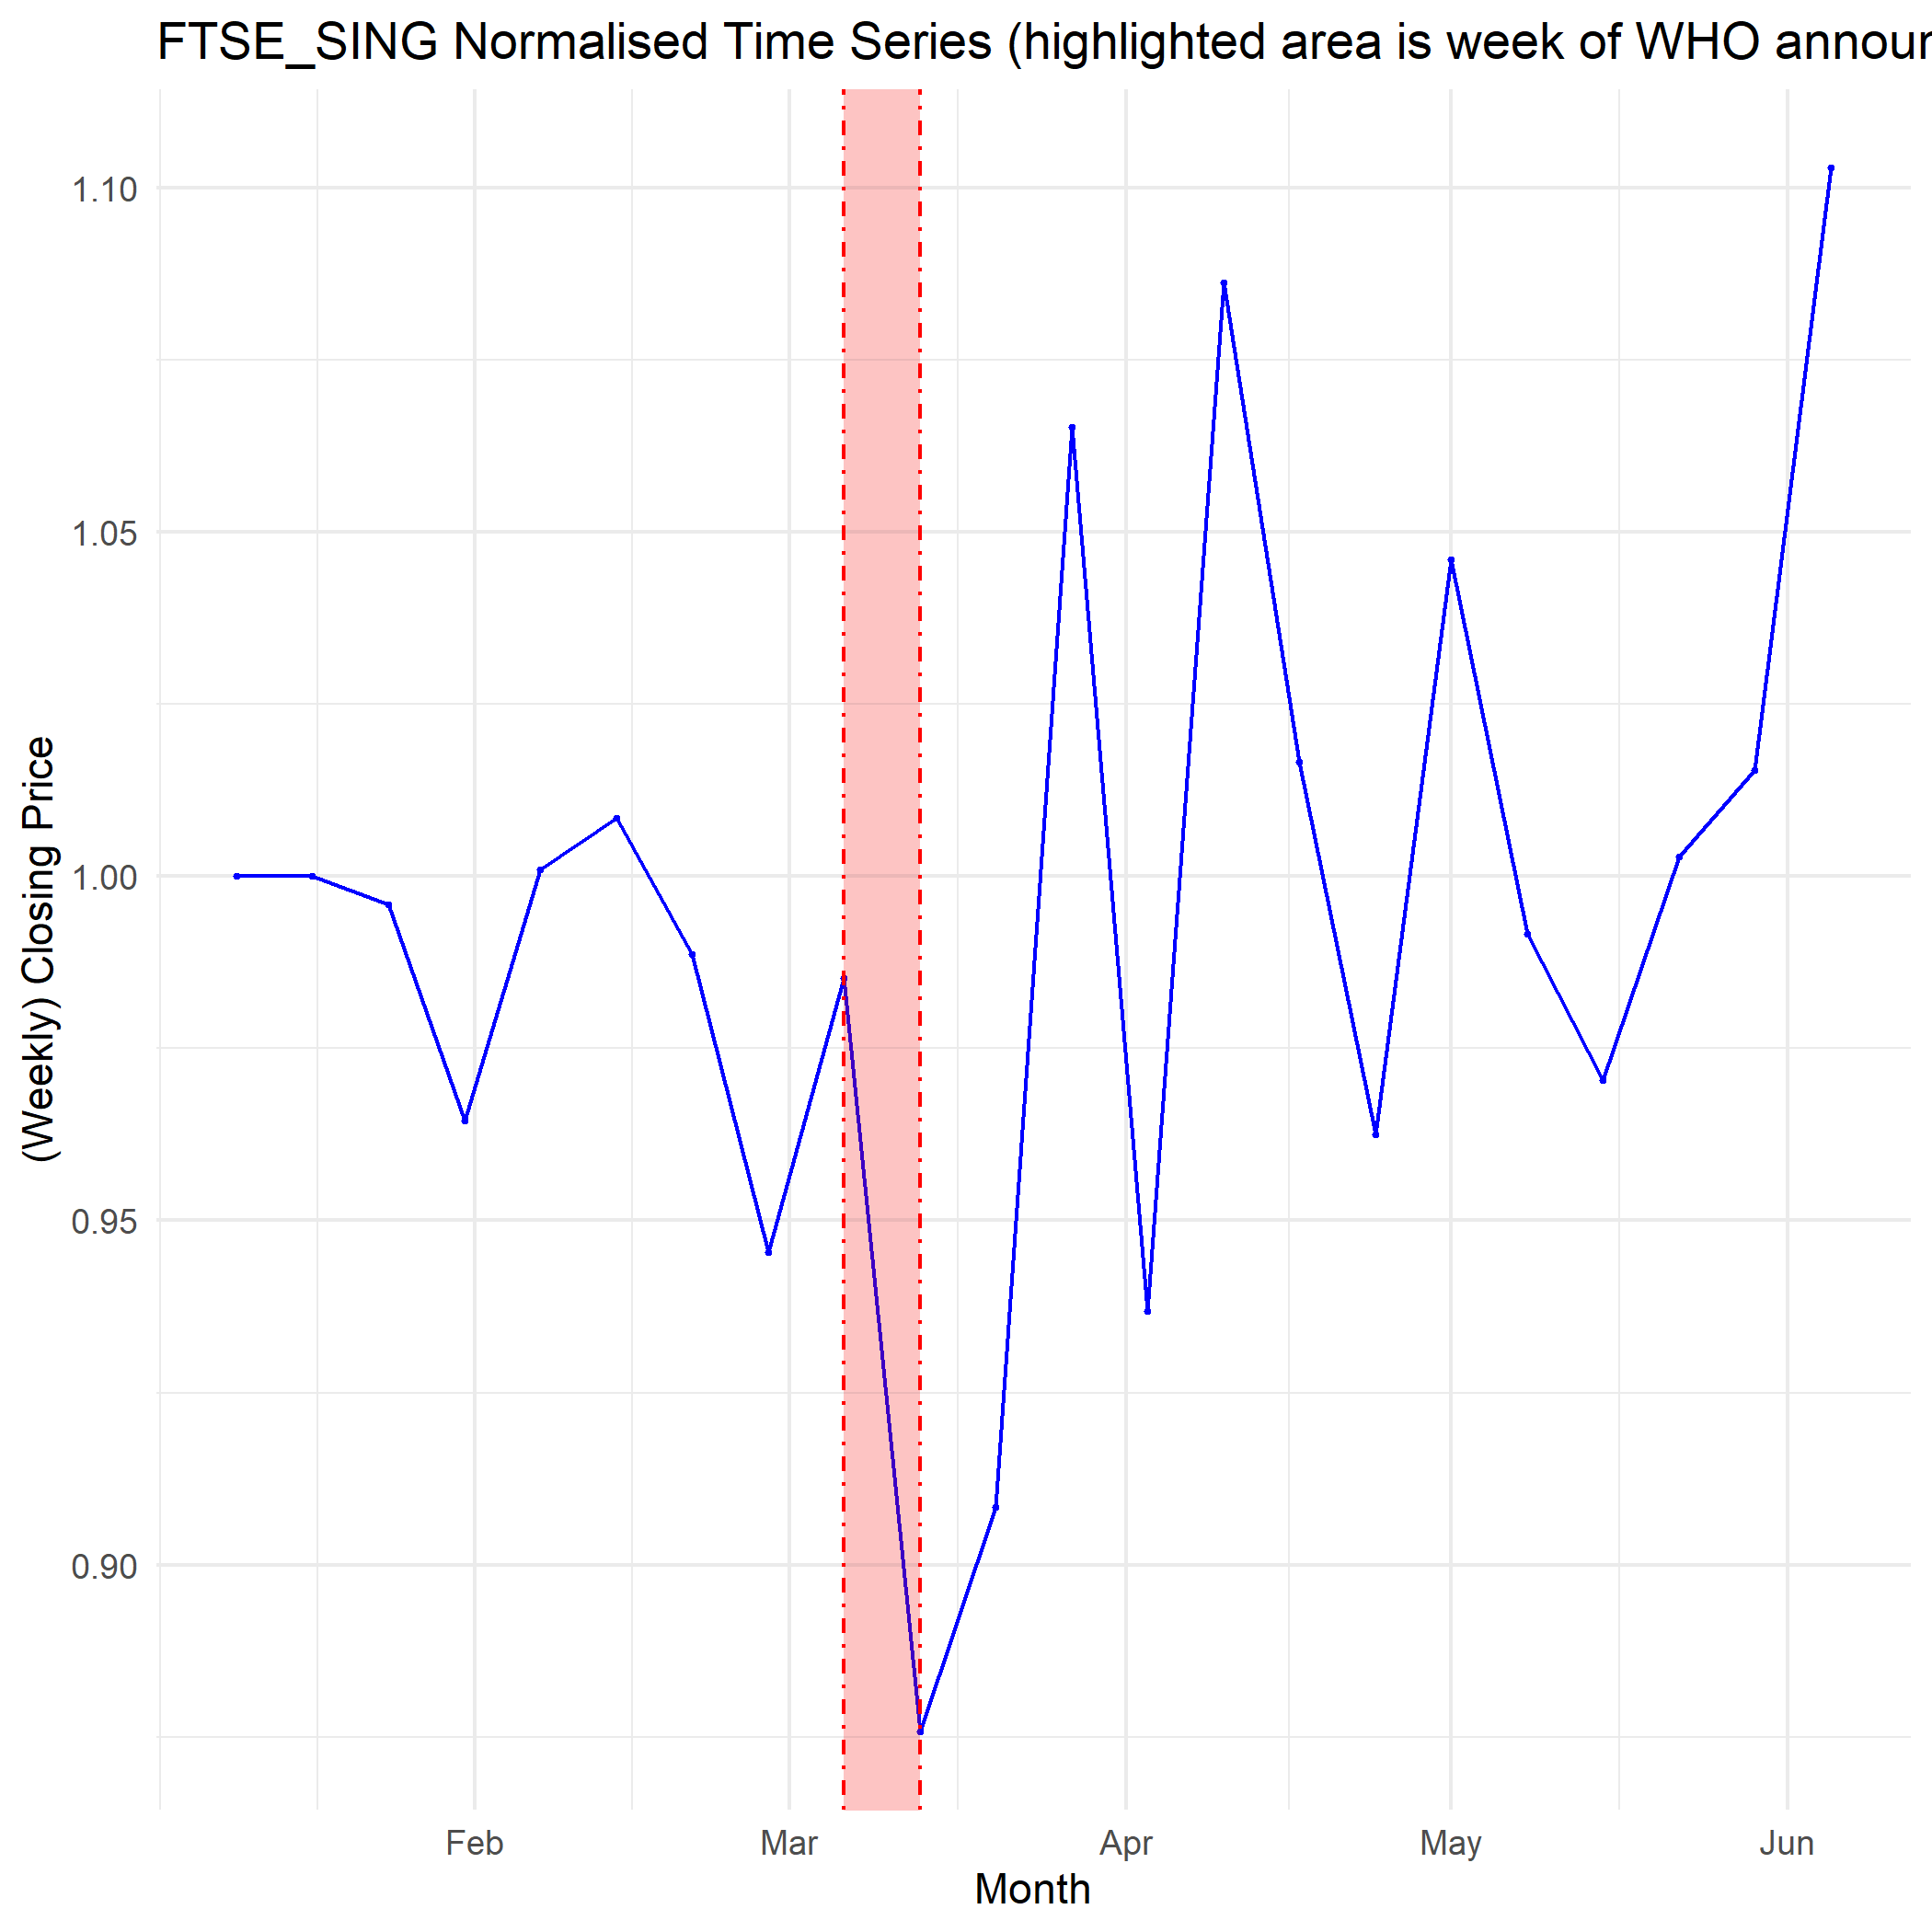 FTSE_SING Normalised Time Series (highlighted area is week of WHO announ
1.10
1.05
1.00
0.95
0.90
(Weekly) Closing Price
Feb Mar Apr May Jun
Month